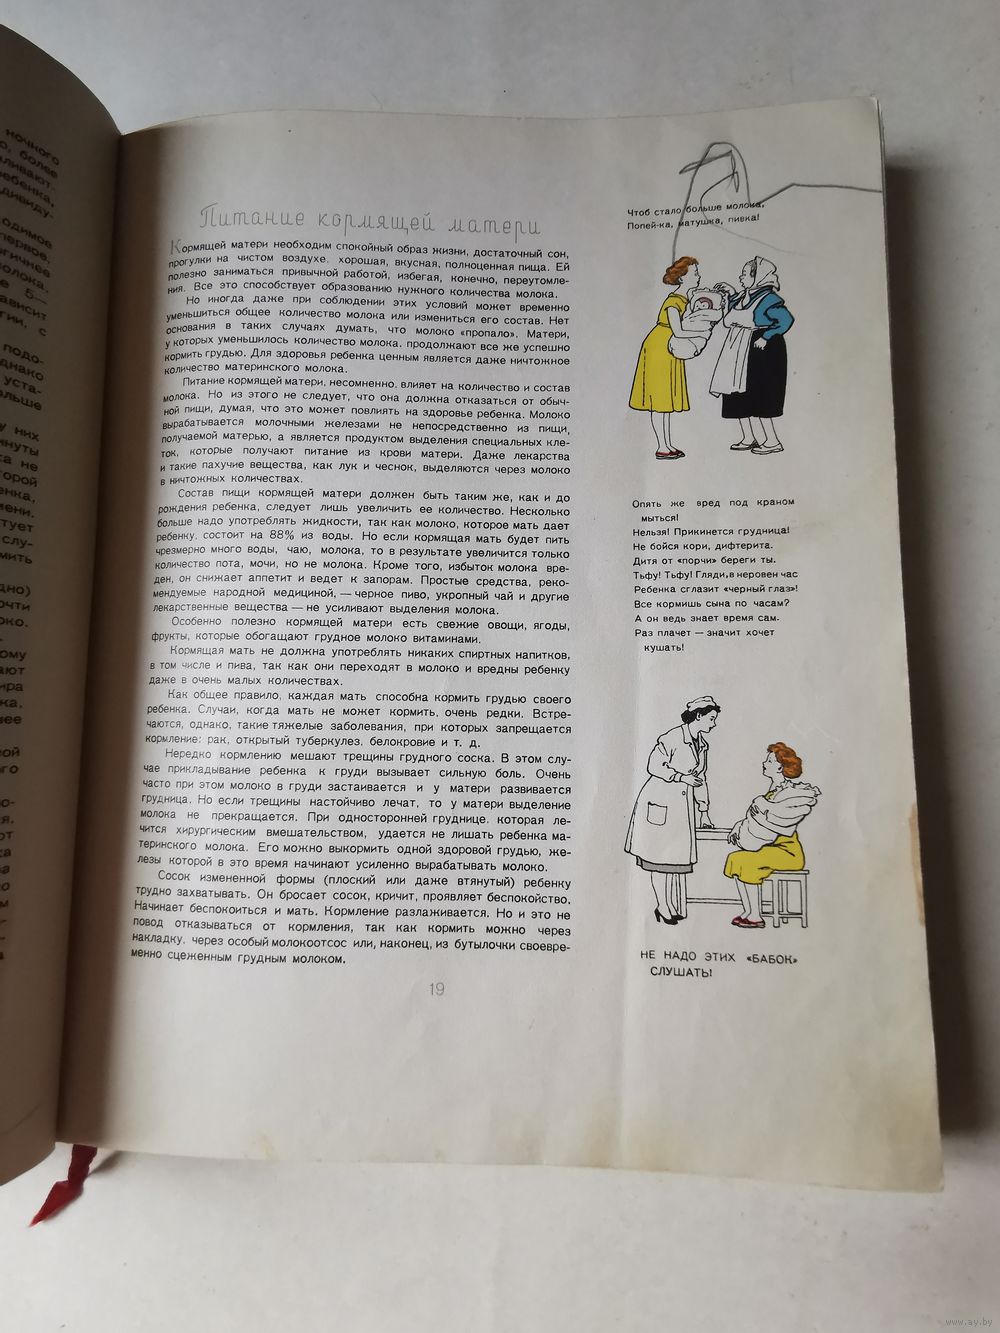 ночного
более
ребенка,
одимое
первое,
молока.
5—
зависит
с
подо-
однако
у них
не
Питание кормящей матери
Кормящей матери необходим спокойный образ жизни, достаточный сон,
прогулки на чистом воздухе, хорошая, вкусная, полноценная пища. Ей
полезно заниматься привычной работой, избегая, конечно, переутомле-
ния. Все это способствует образованию нужного количества молока.
Но иногда даже при соблюдении этих условий может временно
уменьшиться общее количество молока или измениться его состав. Нет
основания в таких случаях думать, что молоко «пропало». Матери,
у которых уменьшилось количество молока, продолжают все же успешно
кормить грудью. Для здоровья ребенка ценным является даже ничтожное
количество материнского молока.
Питание кормящей матери, несомненно, влияет на количество и состав
молока. Но из этого не следует, что она должна отказаться от обыч-
ной пищи, думая, что это может повлиять на здоровье ребенка. Молоко
вырабатывается молочными железами не непосредственно из пищи,
получаемой матерью, а является продуктом выделения специальных кле-
ток, которые получают питание из крови матери. Даже лекарства
и такие пахучие вещества, как лук и чеснок, выделяются через молоко
в ничтожных количествах.
Состав пищи кормящей матери должен быть таким же, как и до
рождения ребенка, следует лишь увеличить ее количество. Несколько
больше надо употреблять жидкости, так как молоко, которое мать дает
ребенку, состоит на 88% из воды. Но если кормящая мать будет пить
чрезмерно много воды, чаю, молока, то в результате увеличится только
количество пота, мочи, но не молока. Кроме того, избыток молока вре-
ден, он снижает аппетит и ведет к запорам. Простые средства, реко-
мендуемые народной медициной, — черное пиво, укропный чай и другие
лекарственные вещества — не усиливают выделения молока.
Особенно полезно кормящей матери есть свежие овощи, ягоды,
фрукты, которые обогащают грудное молоко витаминами.
Кормящая мать не должна употреблять никаких спиртных напитков,
в том числе и пива, так как они переходят в молоко и вредны ребенку
даже в очень малых количествах.
Как общее правило, каждая мать способна кормить грудью своего
ребенка. Случаи, когда мать не может кормить, очень редки. Встре-
чаются, однако, такие тяжелые заболевания, при которых запрещается
кормление: рак, открытый туберкулез, белокровие и т. д.
Нередко кормлению мешают трещины грудного соска. В этом слу-
чае прикладывание ребенка к груди вызывает сильную боль. Очень
часто при этом молоко в груди застаивается и у матери развивается
грудница. Но если трещины настойчиво лечат, то у матери выделение
молока не прекращается. При односторонней груднице, которая ле-
чится хирургическим вмешательством, удается не лишать ребенка ма-
теринского молока. Его можно выкормить одной здоровой грудью, же-
лезы которой в это время начинают усиленно вырабатывать молоко.
Сосок измененной формы (плоский или даже втянутый) ребенку
трудно захватывать. Он бросает сосок, кричит, проявляет беспокойство.
Начинает беспокоиться и мать. Кормление разлаживается. Но и это не
повод отказываться от кормления, так как кормить можно через
накладку, через особый молокоотсос или, наконец, из бутылочки своевре-
менно сцеженным грудным молоком.
19
Чтоб стало больше молока,
Попей-ка, матушка, пивка!
Опять же вред под краном
мыться!
Нельзя! Прикинется грудница!
Не бойся кори, дифтерита.
Дитя от «порчи» береги ты.
Тьфу! Тьфу! Гляди,в неровен час
Ребенка сглазит «черный глаз»!
Все кормишь сына по часам?
А он ведь знает время сам.
Раз плачет — значит хочет
кушать!
НЕ НАДО ЭТИХ «БАБОК»
СЛУШАТЬ!
www.ay.by